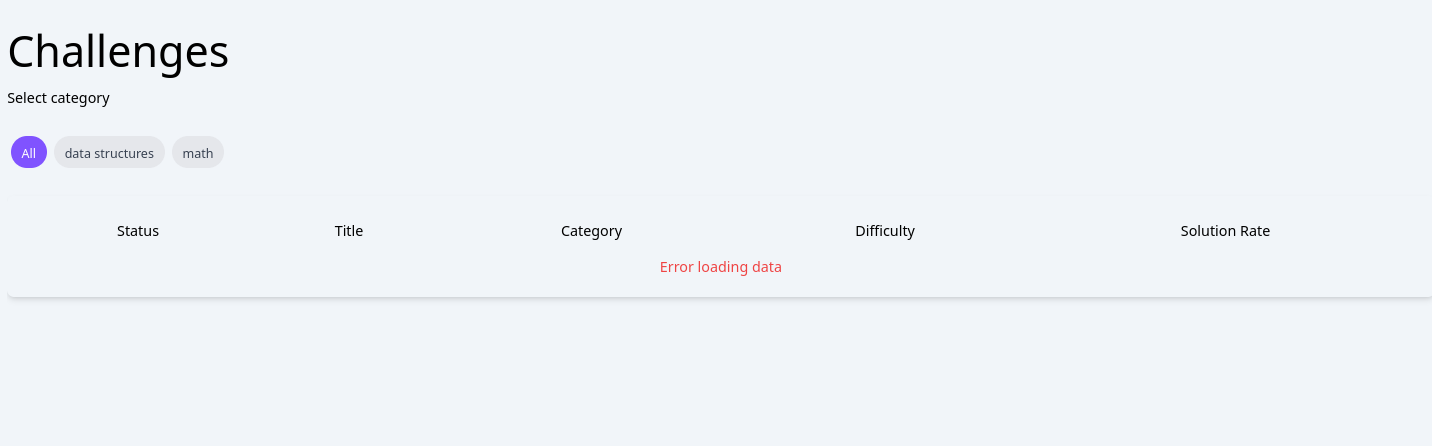 Challenges
Select category
All data structures math
Status Title Category Difficulty Solution Rate
Error loading data